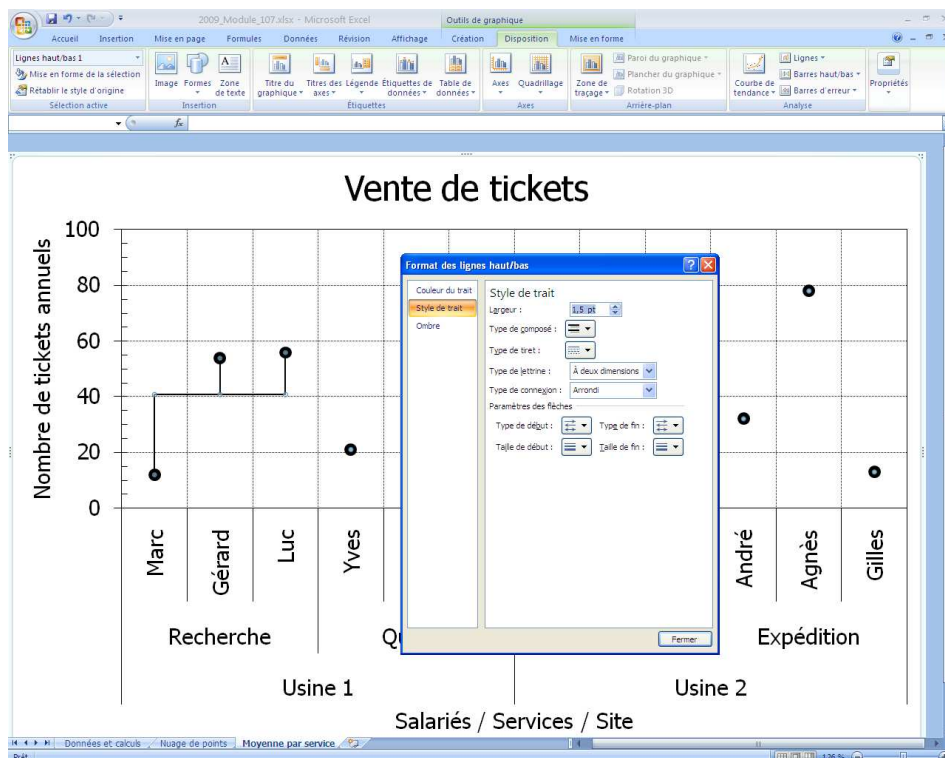 2009_Module_107.xlsx - Microsoft Excel
Outils de graphique
Accueil Insertion Mise en page Formules Données Révision Affichage Création Disposition Mise en forme
Lignes haut/bas 1
Mise en forme de la sélection
Rétablir le style d'origine
Sélection active
Image Formes Zone de texte
Insertion
Titre du graphique Titres des axes Légende Étiquettes de données Table de données
Étiquettes
Axes Quadrillage
Axes
Zone de traçage
Paroi du graphique
Plancher du graphique
Rotation 3D
Arrière-plan
Courbe de tendance
Lignes
Barres haut/bas
Barres d'erreur
Analyse
Propriétés
fx
Vente de tickets
Nombre de tickets annuels
100
80
60
40
20
0
Format des lignes haut/bas
Couleur du trait
Style de trait
Ombre
Style de trait
Largeur : 1,5 pt
Type de composé :
Type de tiret :
Type de lettrine : À deux dimensions
Type de connexion : Arrondi
Paramètres des flèches
Type de début : Type de fin :
Taille de début : Taille de fin :
Fermer
Marc Gérard Luc Yves André Agnès Gilles
Recherche Qu Expédition
Usine 1 Usine 2
Salariés / Services / Site
Données et calculs Nuage de points Moyenne par service
Prêt 126 %